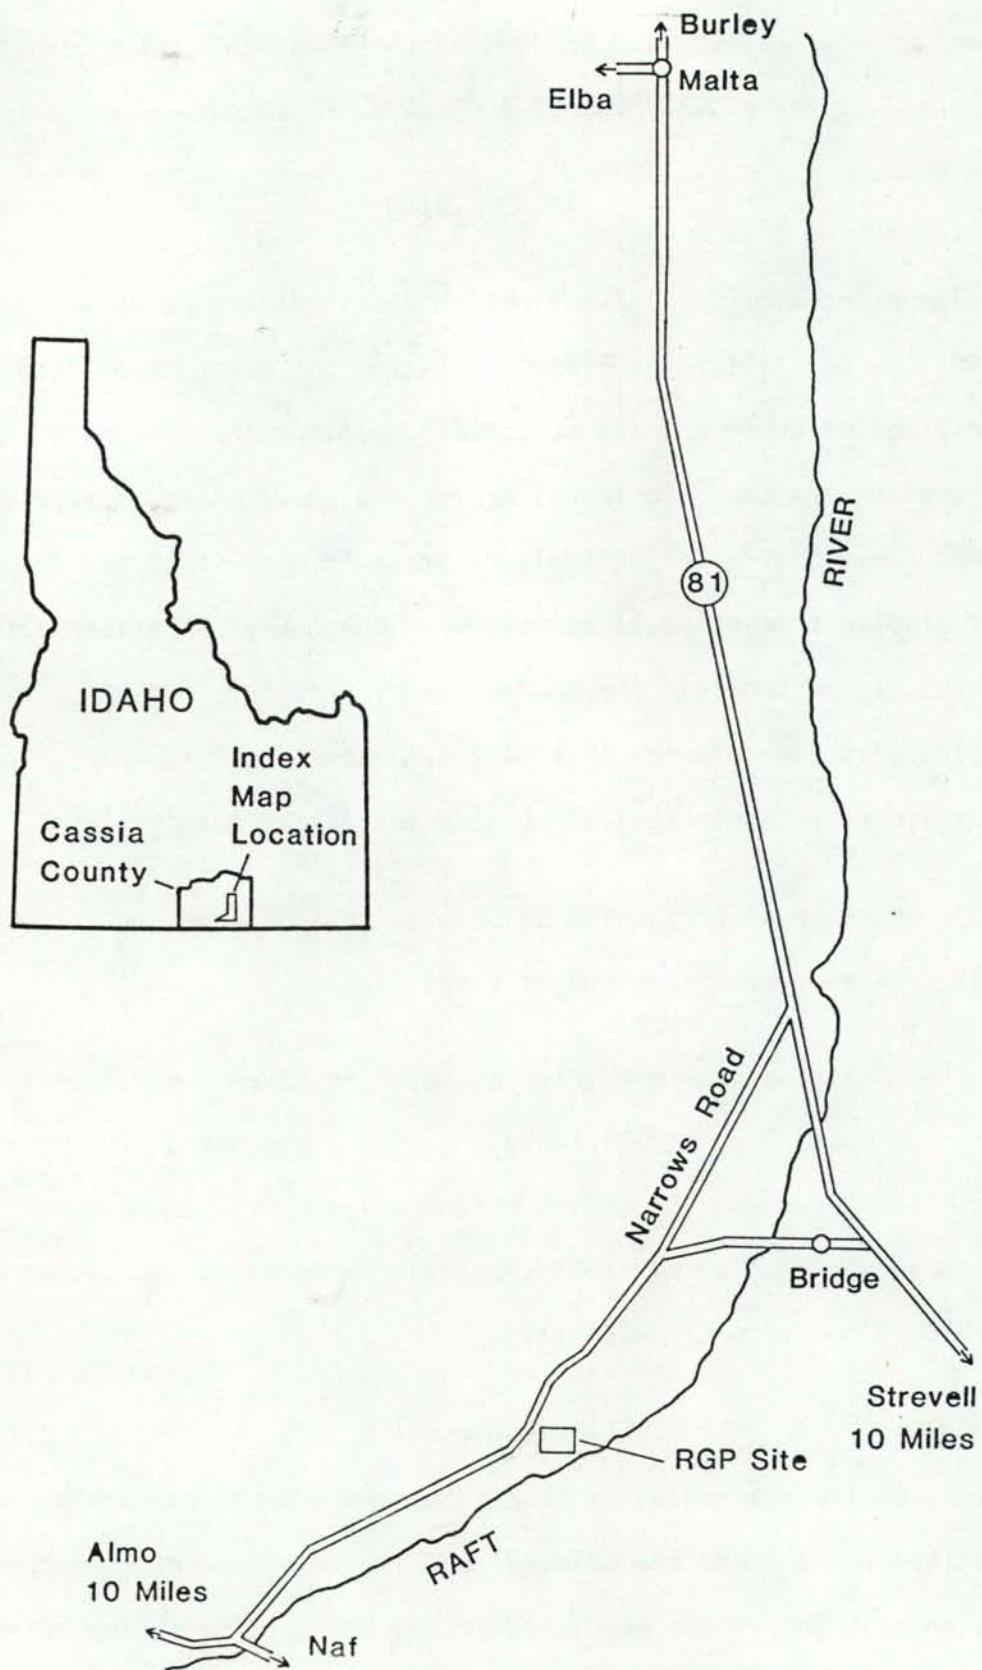 Burley
Elba
Malta
RIVER
81
IDAHO
Index
Map
Location
Cassia
County
Narrows Road
Bridge
Strevell
10 Miles
RGP Site
RAFT
Almo
10 Miles
Naf